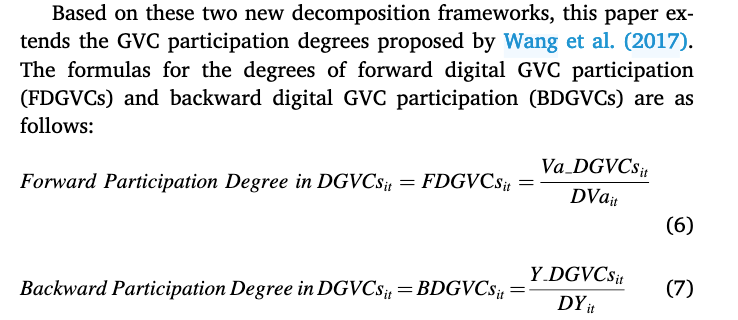 Based on these two new decomposition frameworks, this paper ex-
tends the GVC participation degrees proposed by Wang et al. (2017).
The formulas for the degrees of forward digital GVC participation
(FDGVCs) and backward digital GVC participation (BDGVCs) are as
follows:
Forward Participation Degree in DGVCs_{it} = FDGVCs_{it} = \frac{Va\_DGVCs_{it}}{DVa_{it}}
(6)
Backward Participation Degree in DGVCs_{it} = BDGVCs_{it} = \frac{Y\_DGVCs_{it}}{DY_{it}} (7)